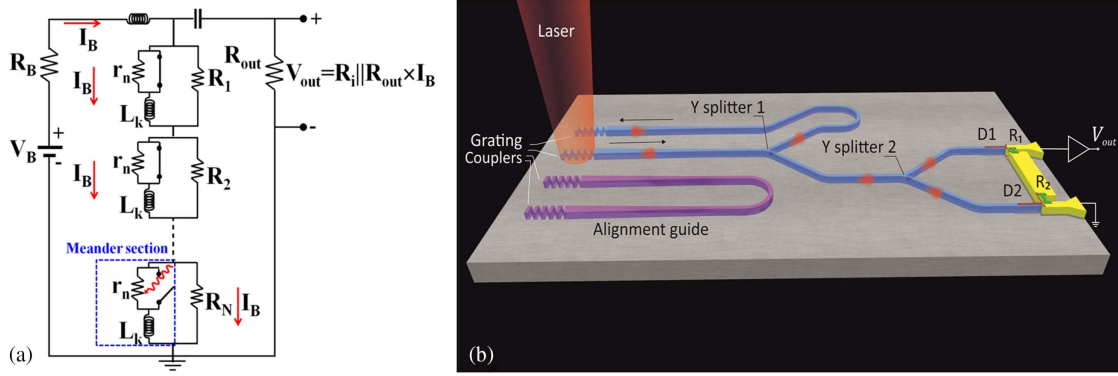 (a)
I_B
+
R_out
V_out=R_i||R_out×I_B
-
R_B
I_B
r_n
R_1
L_k
V_B
+
-
I_B
r_n
R_2
L_k
Meander section
r_n
R_N
I_B
L_k
(b)
Laser
Grating
Couplers
Y splitter 1
Y splitter 2
D1
R_1
V_out
D2
R_2
Alignment guide